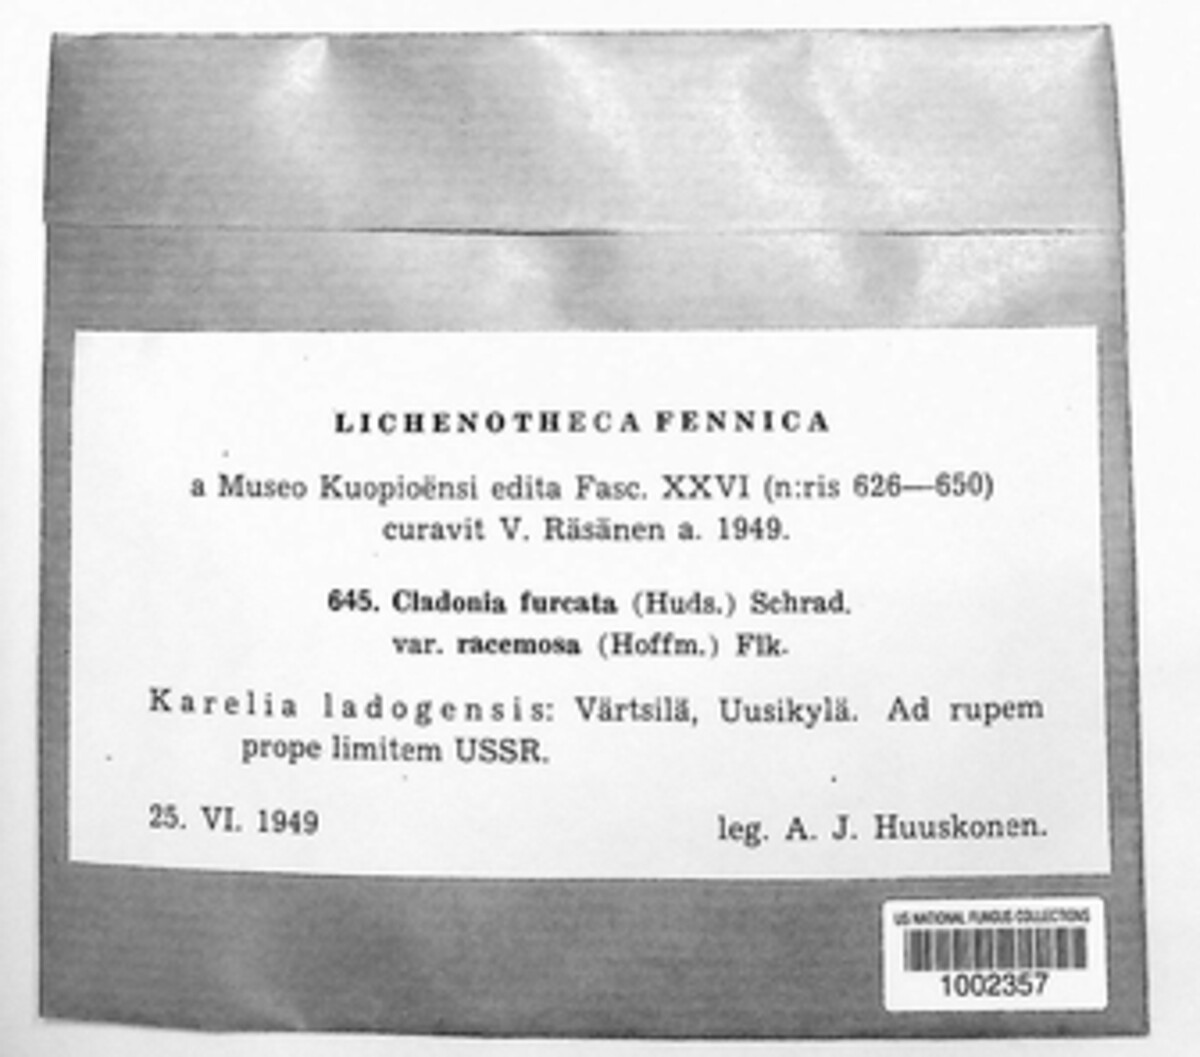 LICHENOTHECA FENNICA
a Museo Kuopioënsi edita Fasc. XXVI (n:ris 626—650)
curavit V. Räsänen a. 1949.
645. Cladonia furcata (Huds.) Schrad.
var. racemosa (Hoffm.) Flk.
Karelia ladogensis: Värtsilä, Uusikylä. Ad rupem
prope limitem USSR.
25. VI. 1949 leg. A. J. Huuskonen.
US NATIONAL FUNGUS COLLECTIONS
1002357